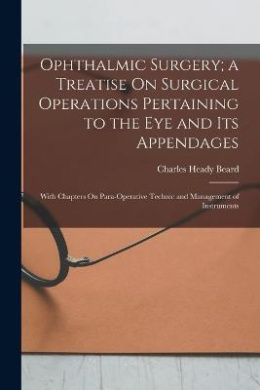 Ophthalmic Surgery; a
Treatise On Surgical
Operations Pertaining
to the Eye and Its
Appendages
With Chapters On Para-Operative Technic and Management of
Instruments
Charles Heady Beard